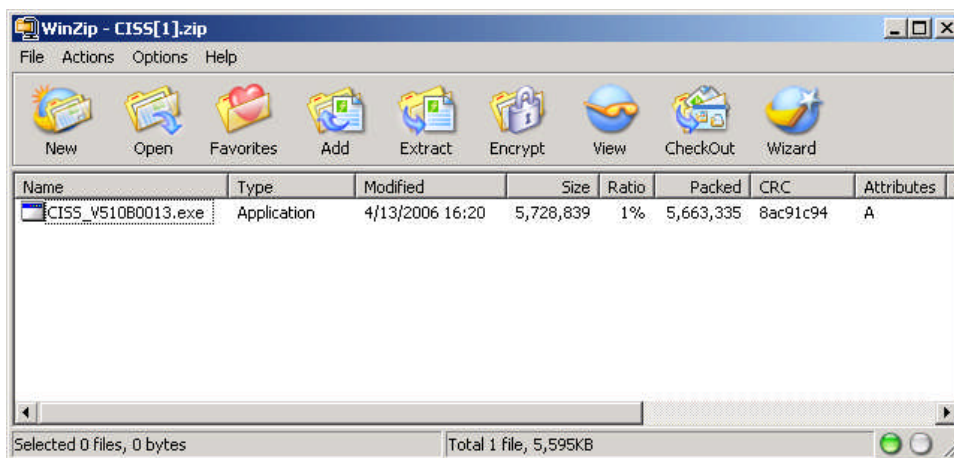 WinZip - CISS[1].zip
File Actions Options Help
New Open Favorites Add Extract Encrypt View CheckOut Wizard
Name Type Modified Size Ratio Packed CRC Attributes
CISS_V510B0013.exe Application 4/13/2006 16:20 5,728,839 1% 5,663,335 8ac91c94 A
Selected 0 files, 0 bytes Total 1 file, 5,595KB